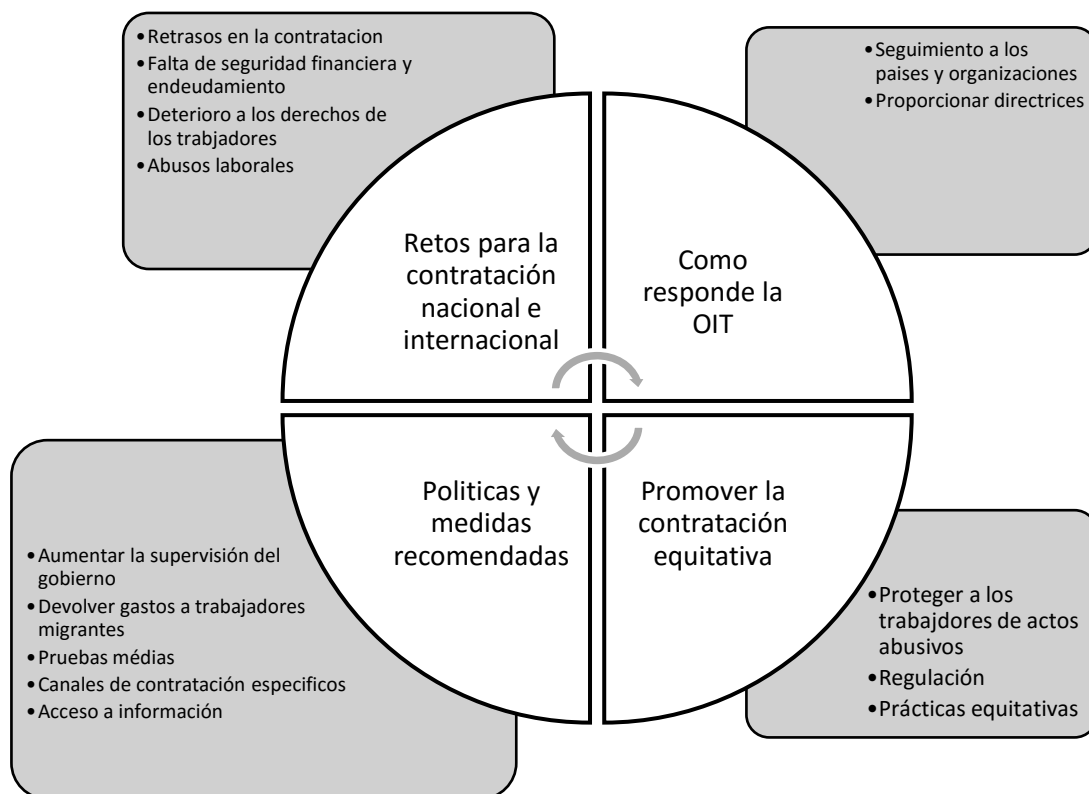 •Retrasos en la contratacion
•Falta de seguridad financiera y
endeudamiento
•Deterioro a los derechos de
los trabjadores
•Abusos laborales
•Seguimiento a los
paises y organizaciones
•Proporcionar directrices
Retos para la
contratación
nacional e
internacional
Como
responde la
OIT
Politicas y
medidas
recomendadas
Promover la
contratación
equitativa
•Aumentar la supervisión del
gobierno
•Devolver gastos a trabajadores
migrantes
•Pruebas médias
•Canales de contratación especificos
•Acceso a información
•Proteger a los
trabajdores de actos
abusivos
•Regulación
•Prácticas equitativas